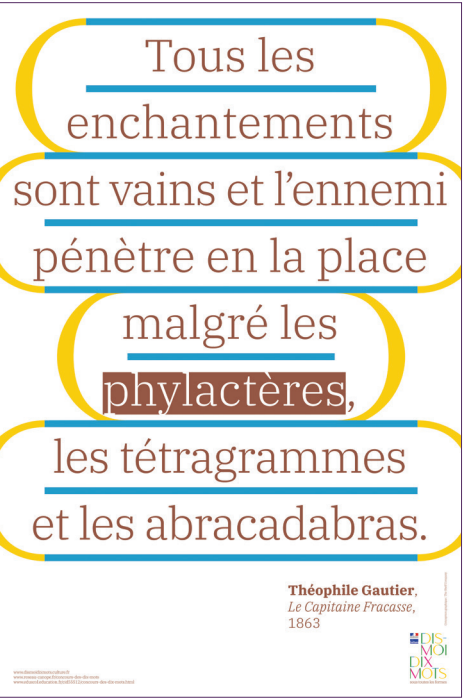 Tous les
enchantements
sont vains et l’ennemi
pénètre en la place
malgré les
phylactères,
les tétragrammes
et les abracadabras.
Théophile Gautier,
Le Capitaine Fracasse,
1863
DIS-
MOI
DIX
MOTS